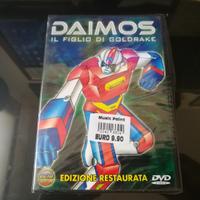 DAIMOS
IL FIGLIO DI GOLDRAKE
Music Point
EURO 9.90
EDIZIONE RESTAURATA
DVD